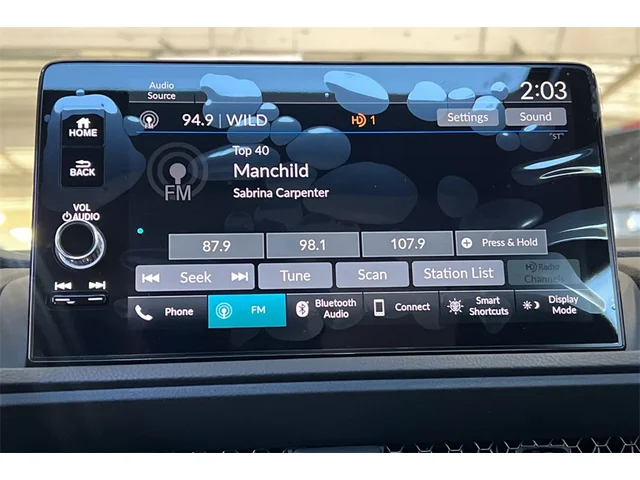 Audio
Source
2:03
94.9 | WILD
HD 1
Settings
Sound
"ST"
HOME
BACK
VOL
AUDIO
FM
Top 40
Manchild
Sabrina Carpenter
87.9
98.1
107.9
Press & Hold
Seek
Tune
Scan
Station List
HD Radio
Channels
Phone
FM
Bluetooth
Audio
Connect
Smart
Shortcuts
Display
Mode